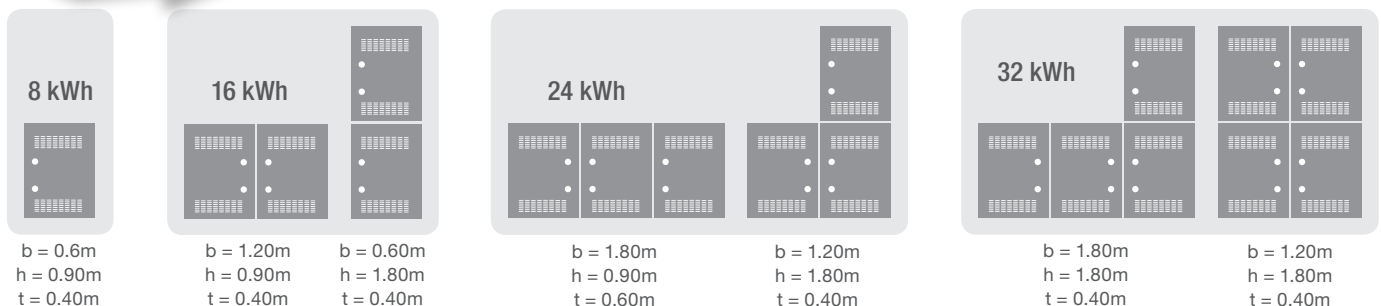 8 kWh
16 kWh
24 kWh
32 kWh
b = 0.6m
h = 0.90m
t = 0.40m
b = 1.20m
h = 0.90m
t = 0.40m
b = 0.60m
h = 1.80m
t = 0.40m
b = 1.80m
h = 0.90m
t = 0.60m
b = 1.20m
h = 1.80m
t = 0.40m
b = 1.80m
h = 1.80m
t = 0.40m
b = 1.20m
h = 1.80m
t = 0.40m